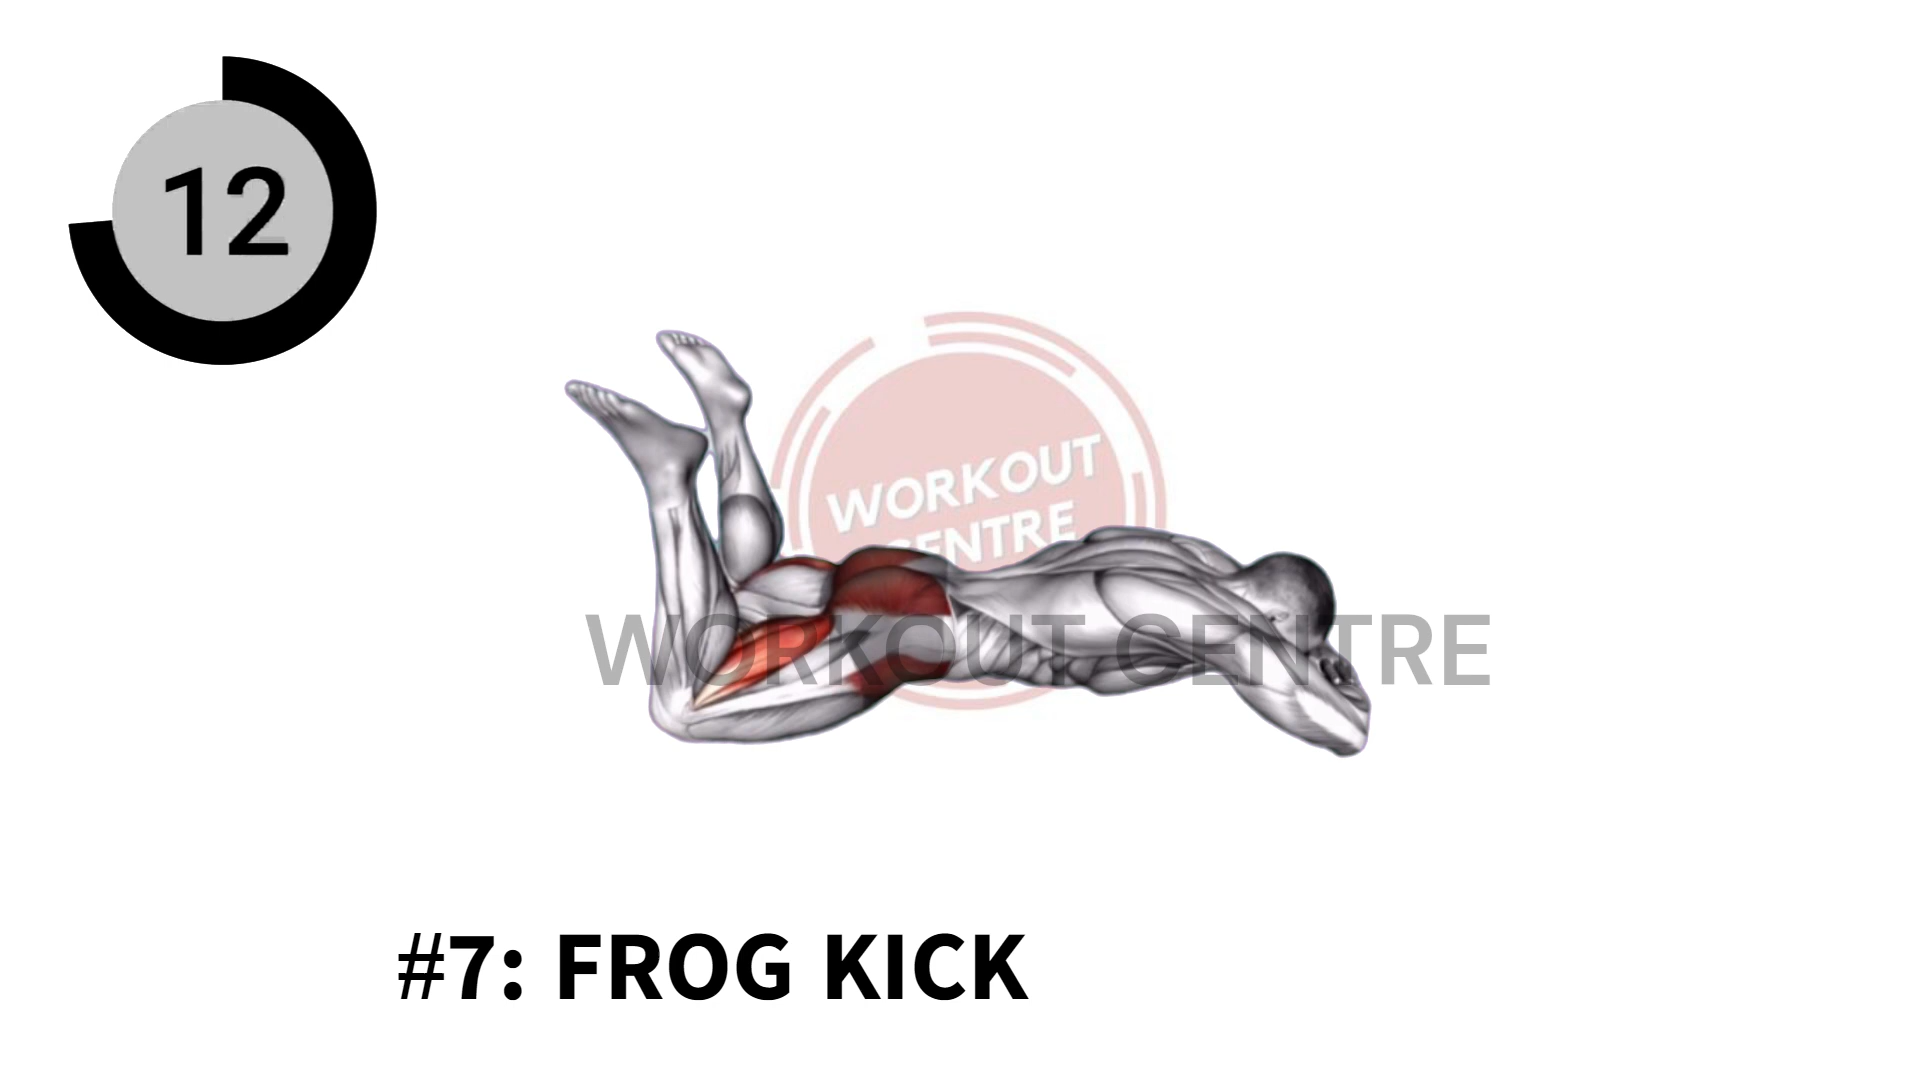 12
WORKOUT
CENTRE
WORKOUT CENTRE
#7: FROG KICK